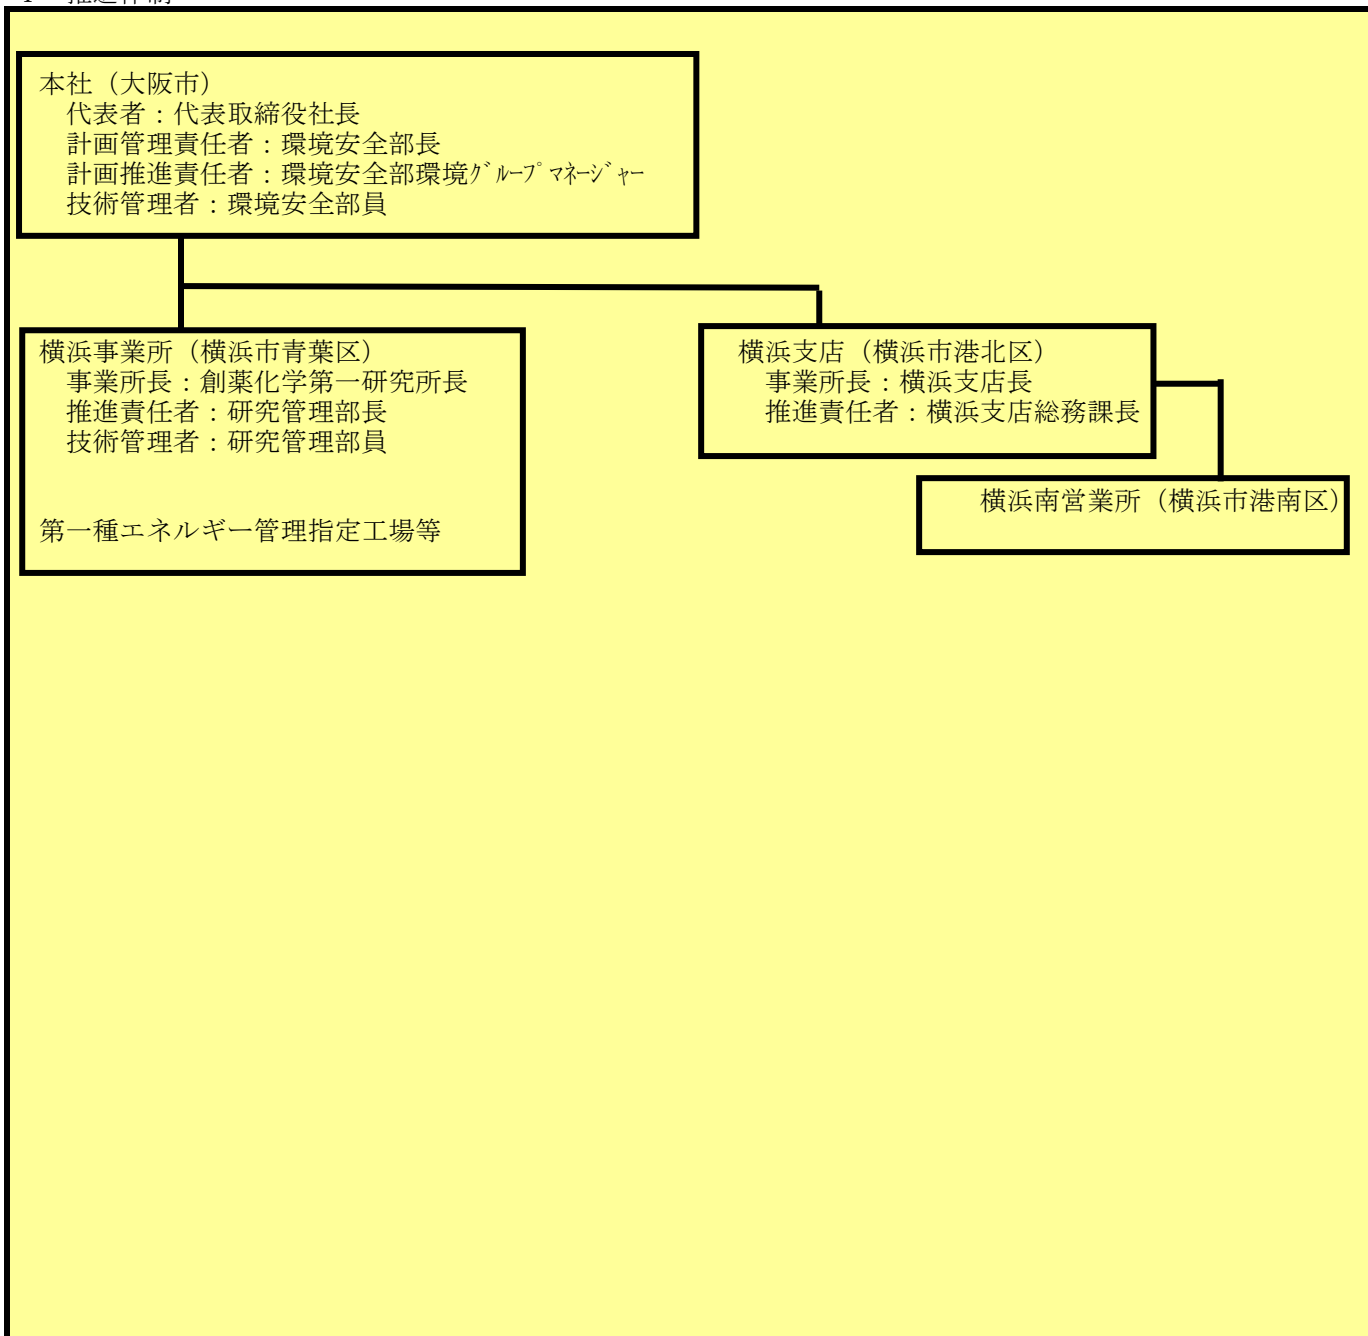 本社（大阪市）
代表者：代表取締役社長
計画管理責任者：環境安全部長
計画推進責任者：環境安全部環境ｸﾞﾙｰﾌﾟﾏﾈｰｼﾞｬｰ
技術管理者：環境安全部員
横浜事業所（横浜市青葉区）
事業所長：創薬化学第一研究所長
推進責任者：研究管理部長
技術管理者：研究管理部員
第一種エネルギー管理指定工場等
横浜支店（横浜市港北区）
事業所長：横浜支店長
推進責任者：横浜支店総務課長
横浜南営業所（横浜市港南区）